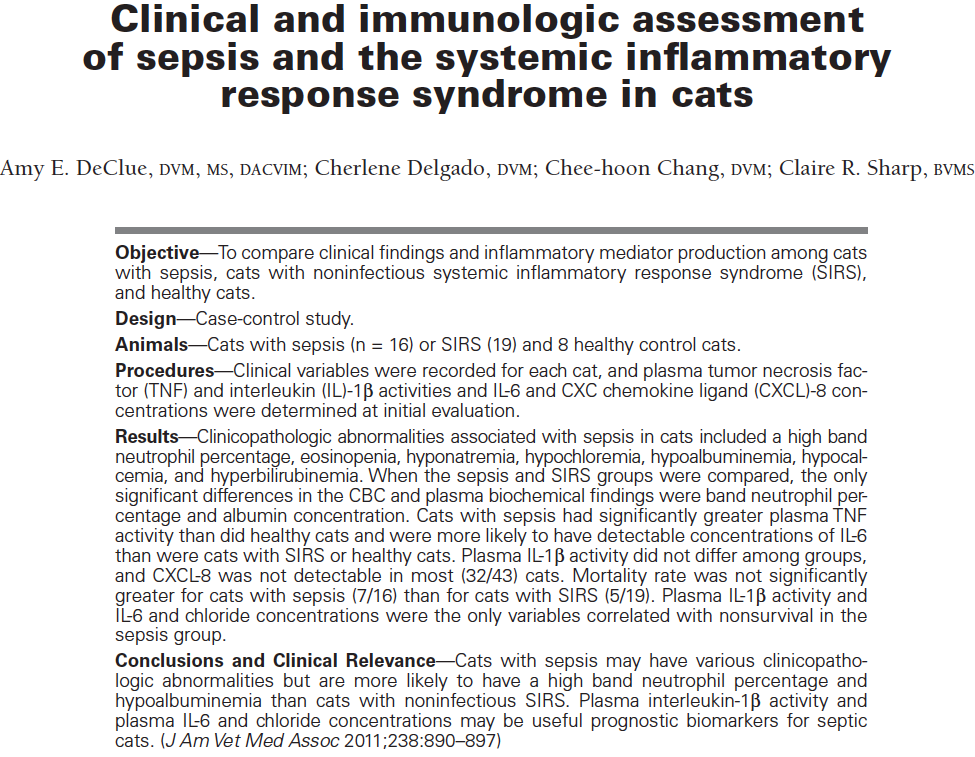 Clinical and immunologic assessment
of sepsis and the systemic inflammatory
response syndrome in cats
Amy E. DeClue, DVM, MS, DACVIM; Cherlene Delgado, DVM; Chee-hoon Chang, DVM; Claire R. Sharp, BVMS
Objective—To compare clinical findings and inflammatory mediator production among cats
with sepsis, cats with noninfectious systemic inflammatory response syndrome (SIRS),
and healthy cats.
Design—Case-control study.
Animals—Cats with sepsis (n = 16) or SIRS (19) and 8 healthy control cats.
Procedures—Clinical variables were recorded for each cat, and plasma tumor necrosis fac-
tor (TNF) and interleukin (IL)-1β activities and IL-6 and CXC chemokine ligand (CXCL)-8 con-
centrations were determined at initial evaluation.
Results—Clinicopathologic abnormalities associated with sepsis in cats included a high band
neutrophil percentage, eosinopenia, hyponatremia, hypochloremia, hypoalbuminemia, hypocal-
cemia, and hyperbilirubinemia. When the sepsis and SIRS groups were compared, the only
significant differences in the CBC and plasma biochemical findings were band neutrophil per-
centage and albumin concentration. Cats with sepsis had significantly greater plasma TNF
activity than did healthy cats and were more likely to have detectable concentrations of IL-6
than were cats with SIRS or healthy cats. Plasma IL-1β activity did not differ among groups,
and CXCL-8 was not detectable in most (32/43) cats. Mortality rate was not significantly
greater for cats with sepsis (7/16) than for cats with SIRS (5/19). Plasma IL-1β activity and
IL-6 and chloride concentrations were the only variables correlated with nonsurvival in the
sepsis group.
Conclusions and Clinical Relevance—Cats with sepsis may have various clinicopatho-
logic abnormalities but are more likely to have a high band neutrophil percentage and
hypoalbuminemia than cats with noninfectious SIRS. Plasma interleukin-1β activity and
plasma IL-6 and chloride concentrations may be useful prognostic biomarkers for septic
cats. (J Am Vet Med Assoc 2011;238:890–897)